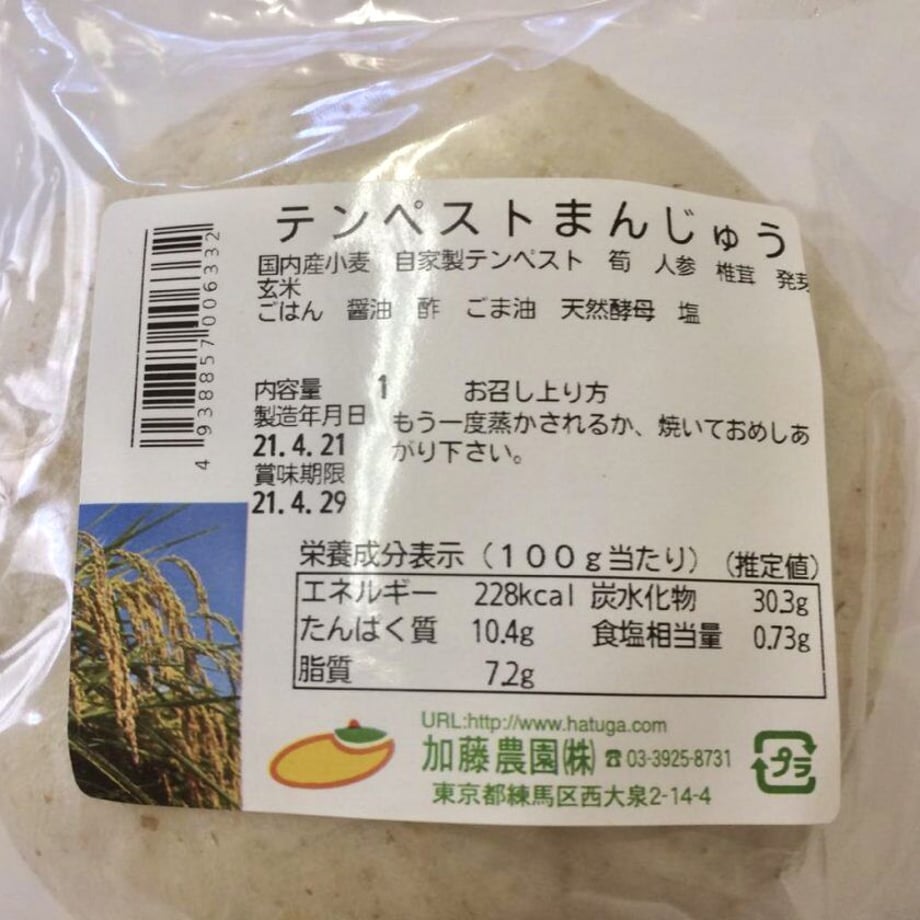 テンペストまんじゅう
国内産小麦 自家製テンペスト 筍 人参 椎茸 発芽
玄米
ごはん 醤油 酢 ごま油 天然酵母 塩
内容量 1
製造年月日
21.4.21
賞味期限
21.4.29
お召し上り方
もう一度蒸かされるか、焼いておめしあ
がり下さい。
栄養成分表示(100g当たり) (推定値)
エネルギー 228kcal 炭水化物 30.3g
たんぱく質 10.4g 食塩相当量 0.73g
脂質 7.2g
URL:http://www.hatuga.com
加藤農園㈱ ☎03-3925-8731
東京都練馬区西大泉2-14-4
プラ
4938857006332